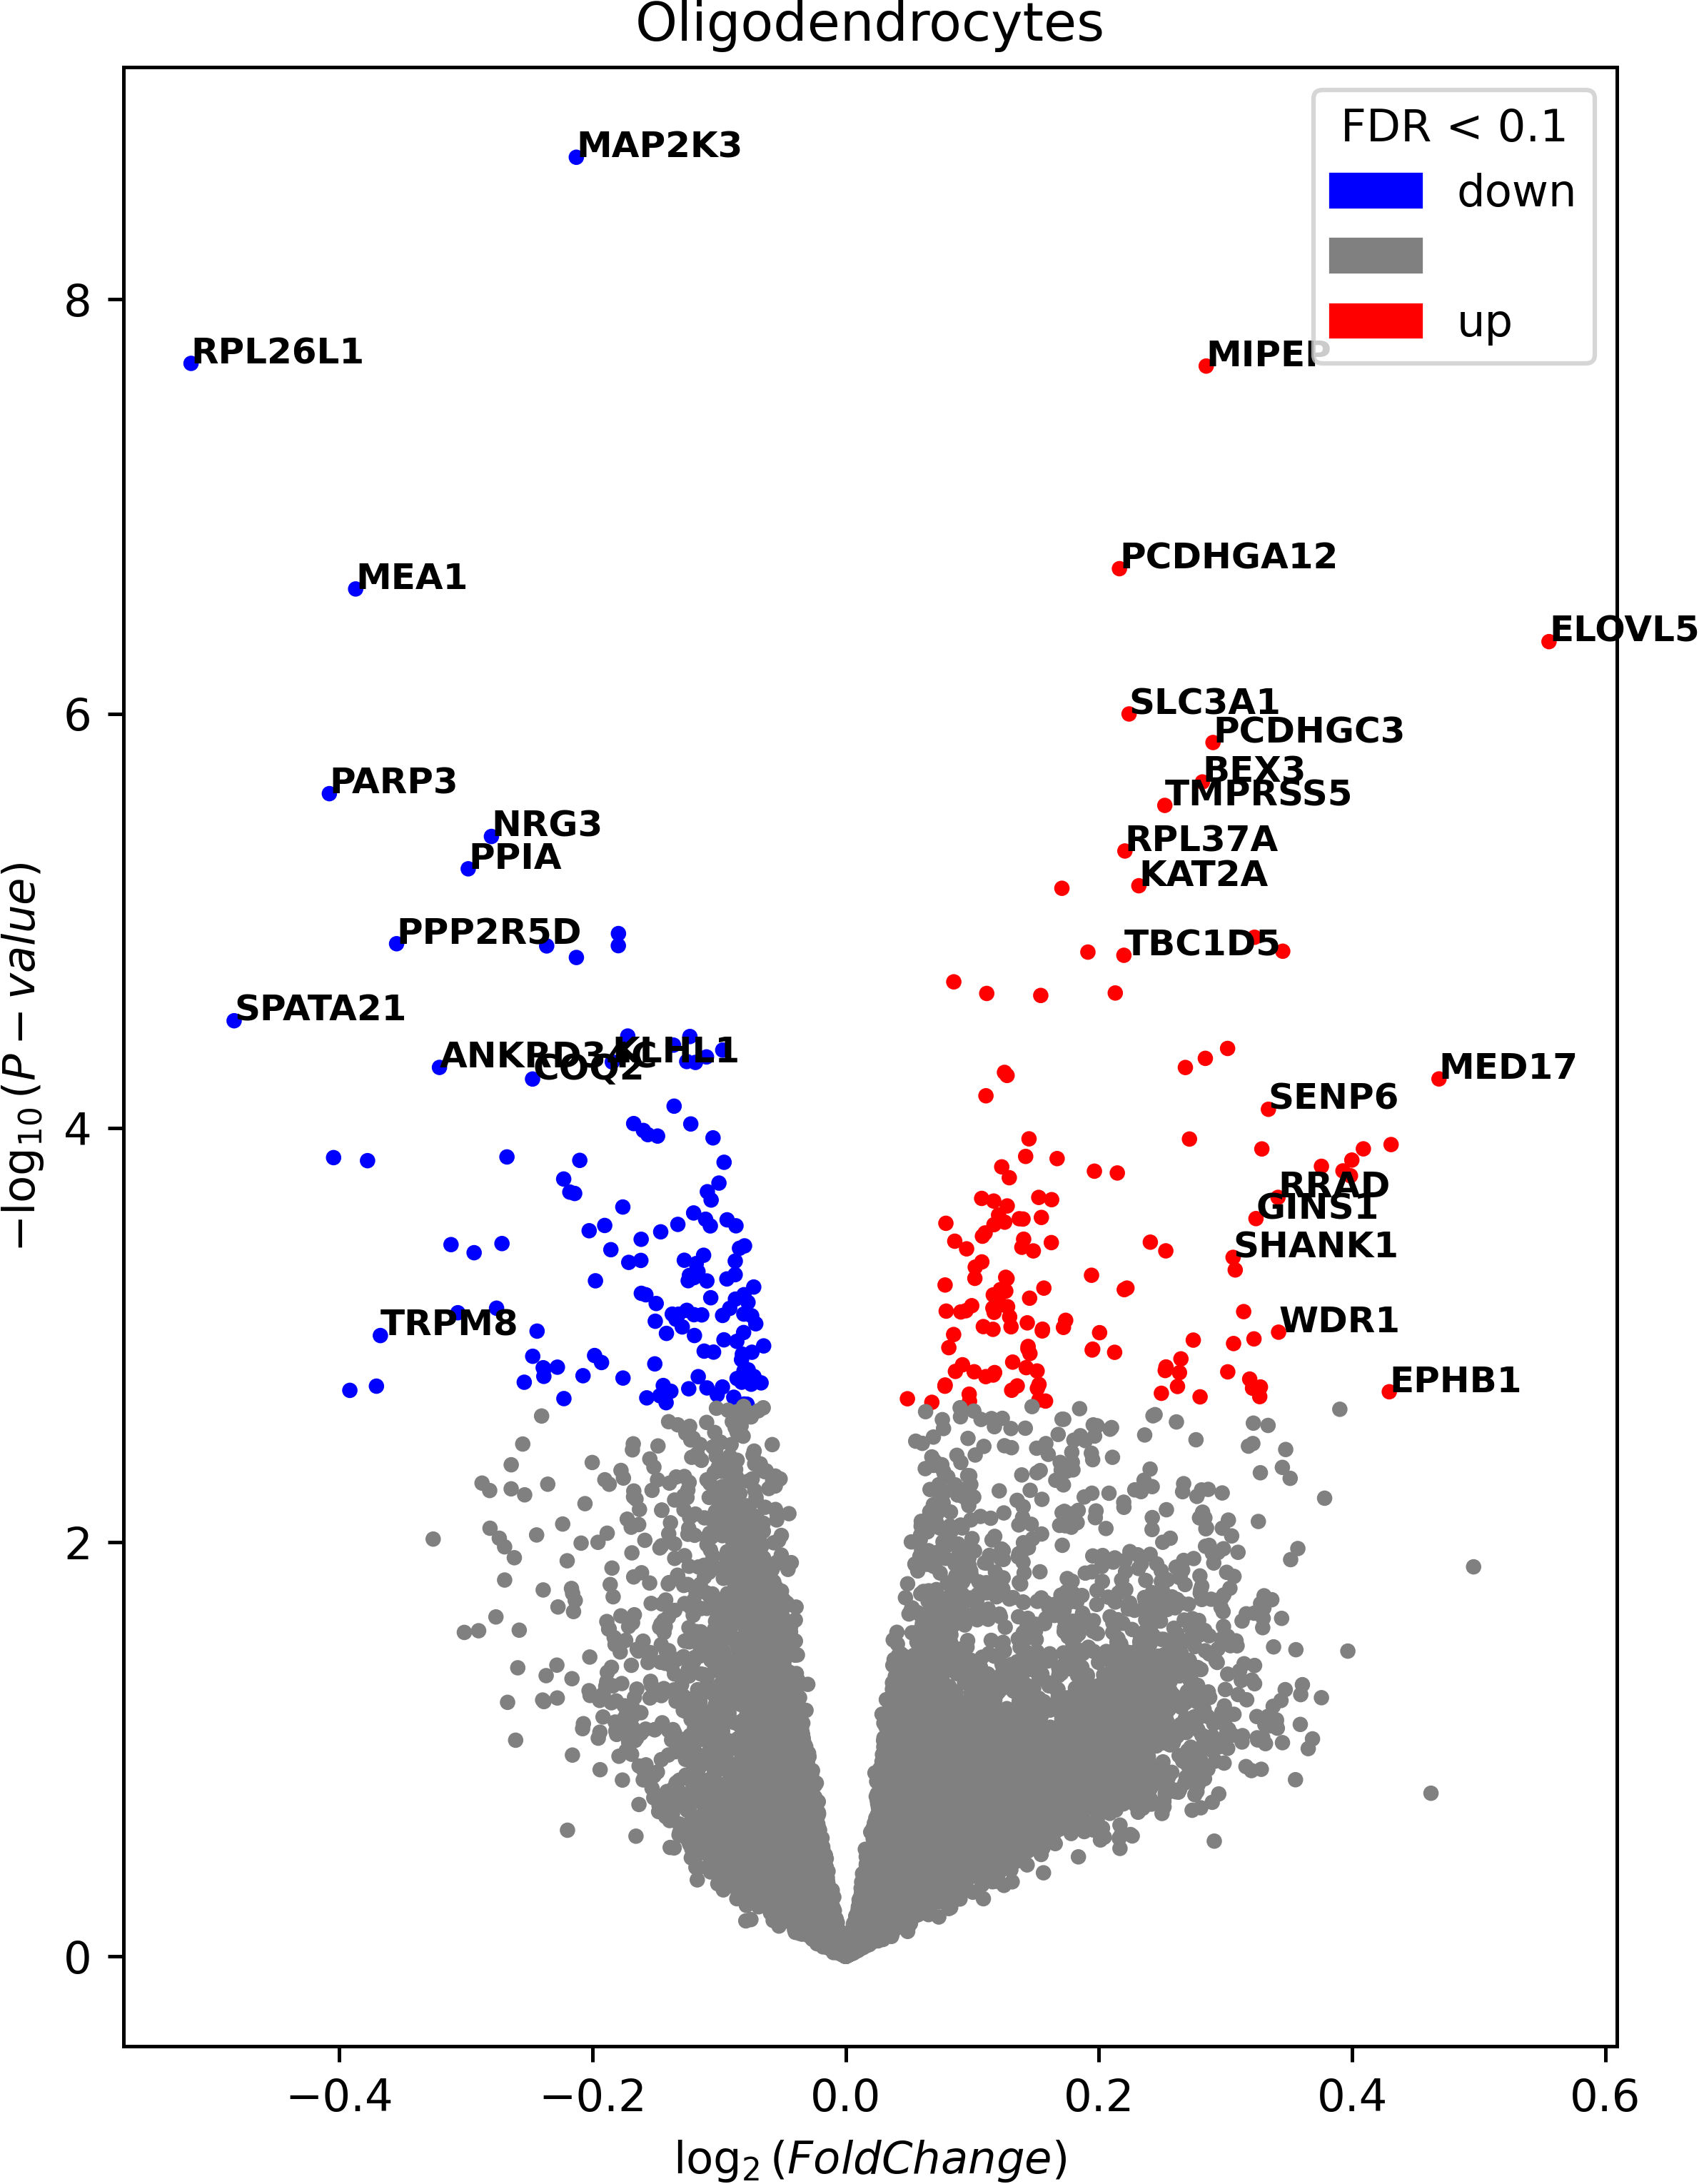 Oligodendrocytes
FDR < 0.1
down
up
MAP2K3
RPL26L1
MIPEP
PCDHGA12
MEA1
ELOVL5
SLC3A1
PCDHGC3
BEX3
TMPRSS5
PARP3
NRG3
RPL37A
PPIA
KAT2A
PPP2R5D
TBC1D5
SPATA21
KLHL1
ANKRD34C
COQ2
MED17
SENP6
RRAD
GINS1
SHANK1
TRPM8
WDR1
EPHB1
8
6
4
2
0
−log10 (P − value)
−0.4 −0.2 0.0 0.2 0.4 0.6
log2 (FoldChange)